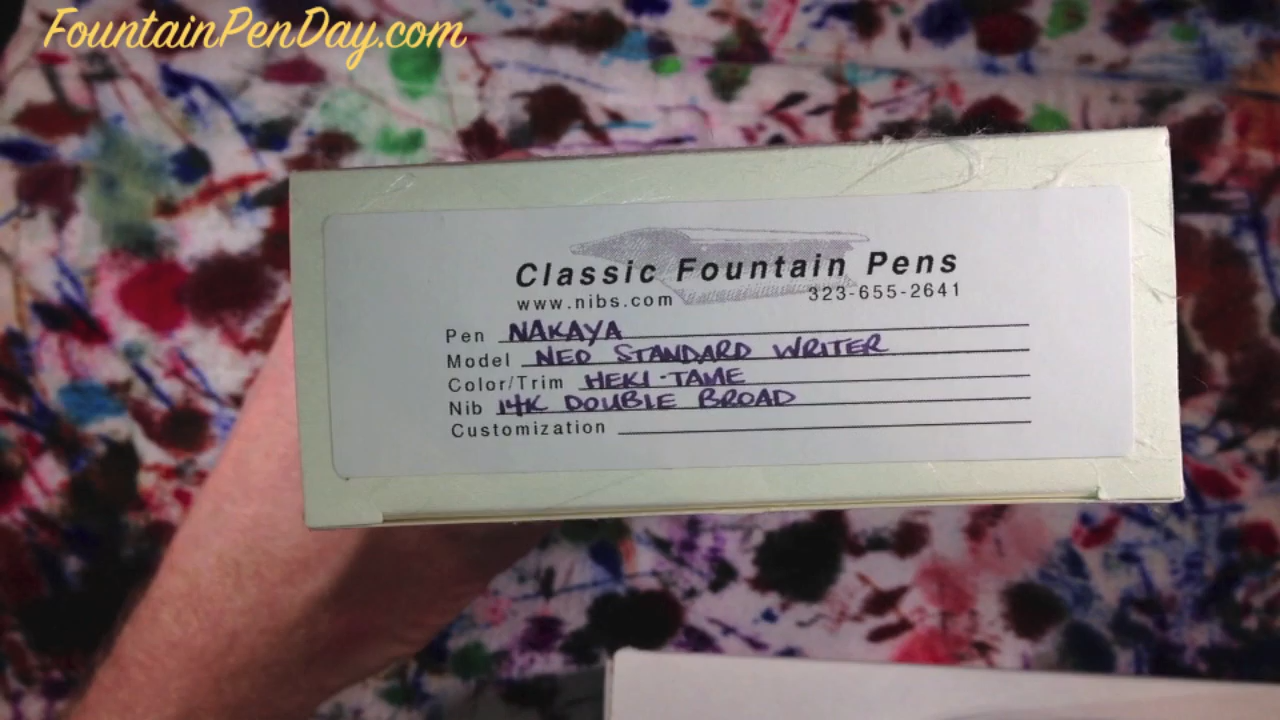 FountainPenDay.com
Classic Fountain Pens
www.nibs.com 323-655-2641
Pen NAKAYA
Model NEO STANDARD WRITER
Color/Trim HEKI-TAME
Nib 14K DOUBLE BROAD
Customization